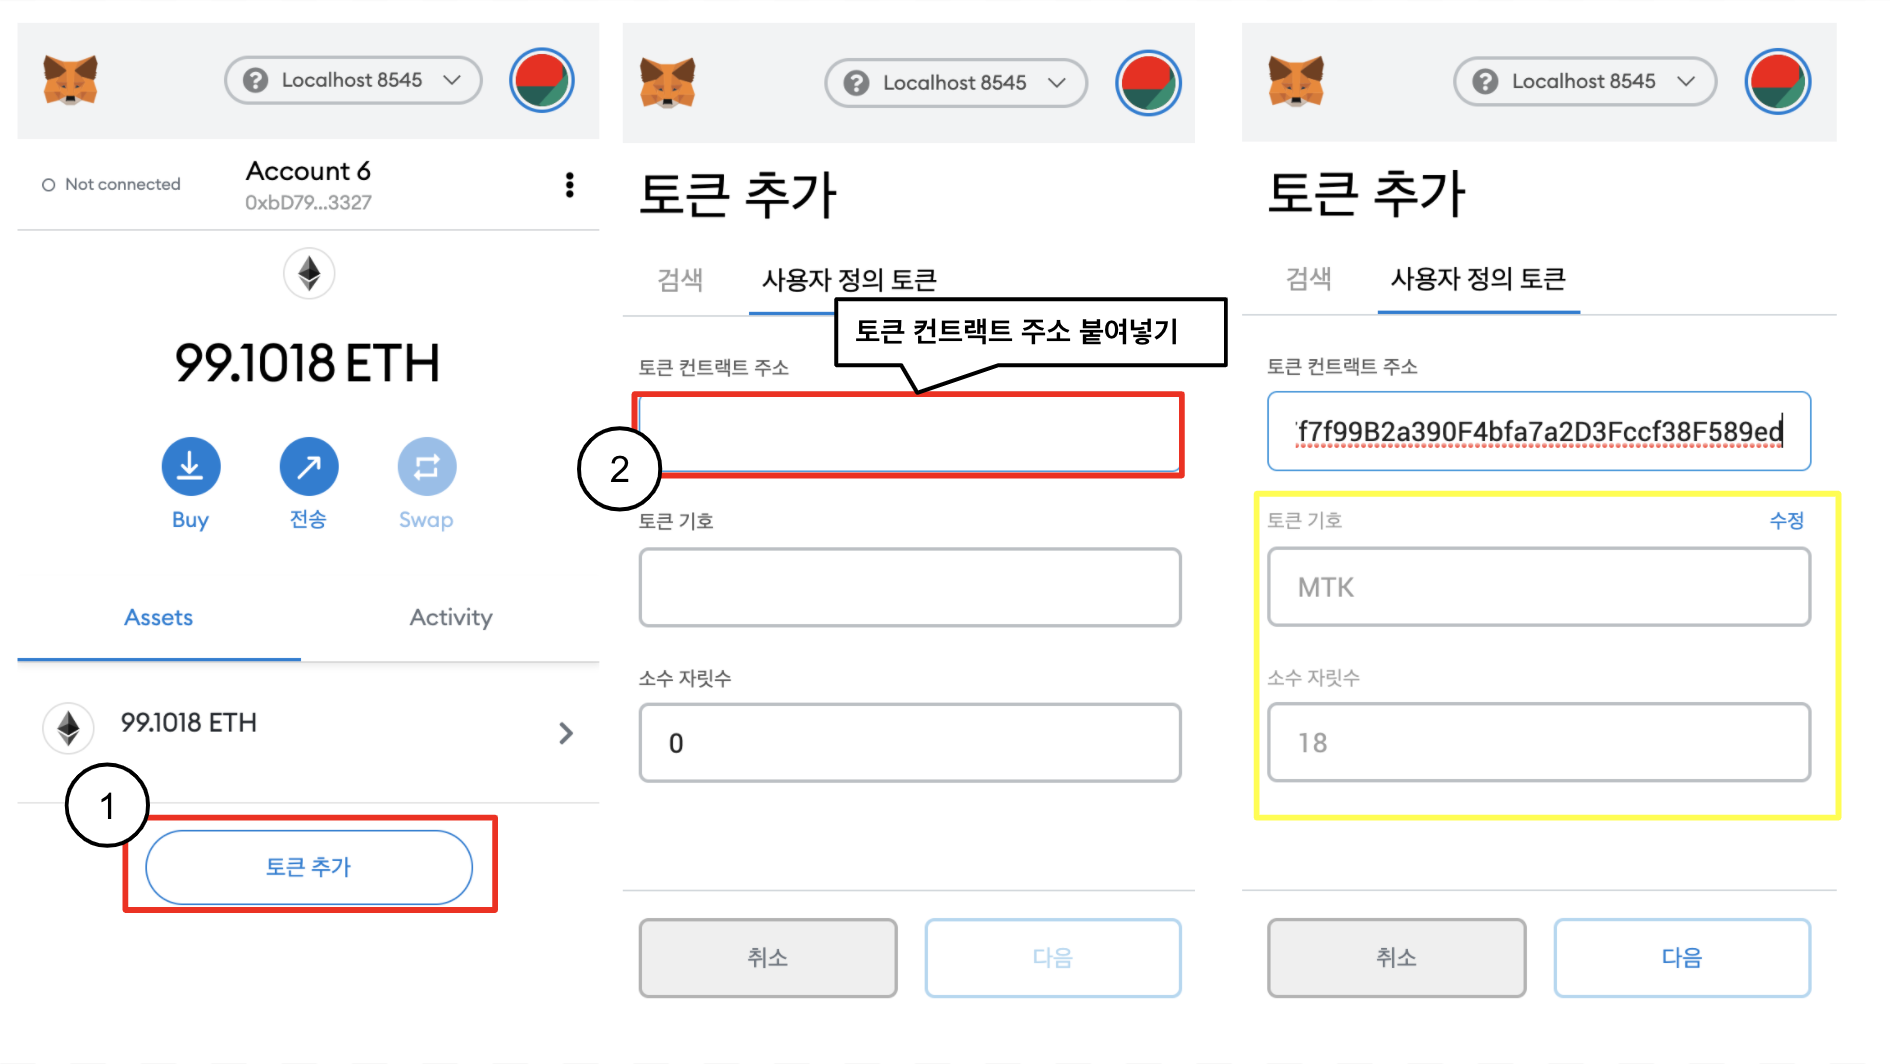 Localhost 8545
Not connected
Account 6
0xbD79...3327
99.1018 ETH
Buy
전송
Swap
Assets
Activity
99.1018 ETH
1
토큰 추가
Localhost 8545
토큰 추가
검색
사용자 정의 토큰
토큰 컨트랙트 주소 붙여넣기
토큰 컨트랙트 주소
2
토큰 기호
소수 자릿수
0
취소
다음
Localhost 8545
토큰 추가
검색
사용자 정의 토큰
토큰 컨트랙트 주소
f7f99B2a390F4bfa7a2D3Fccf38F589ed
토큰 기호
수정
MTK
소수 자릿수
18
취소
다음